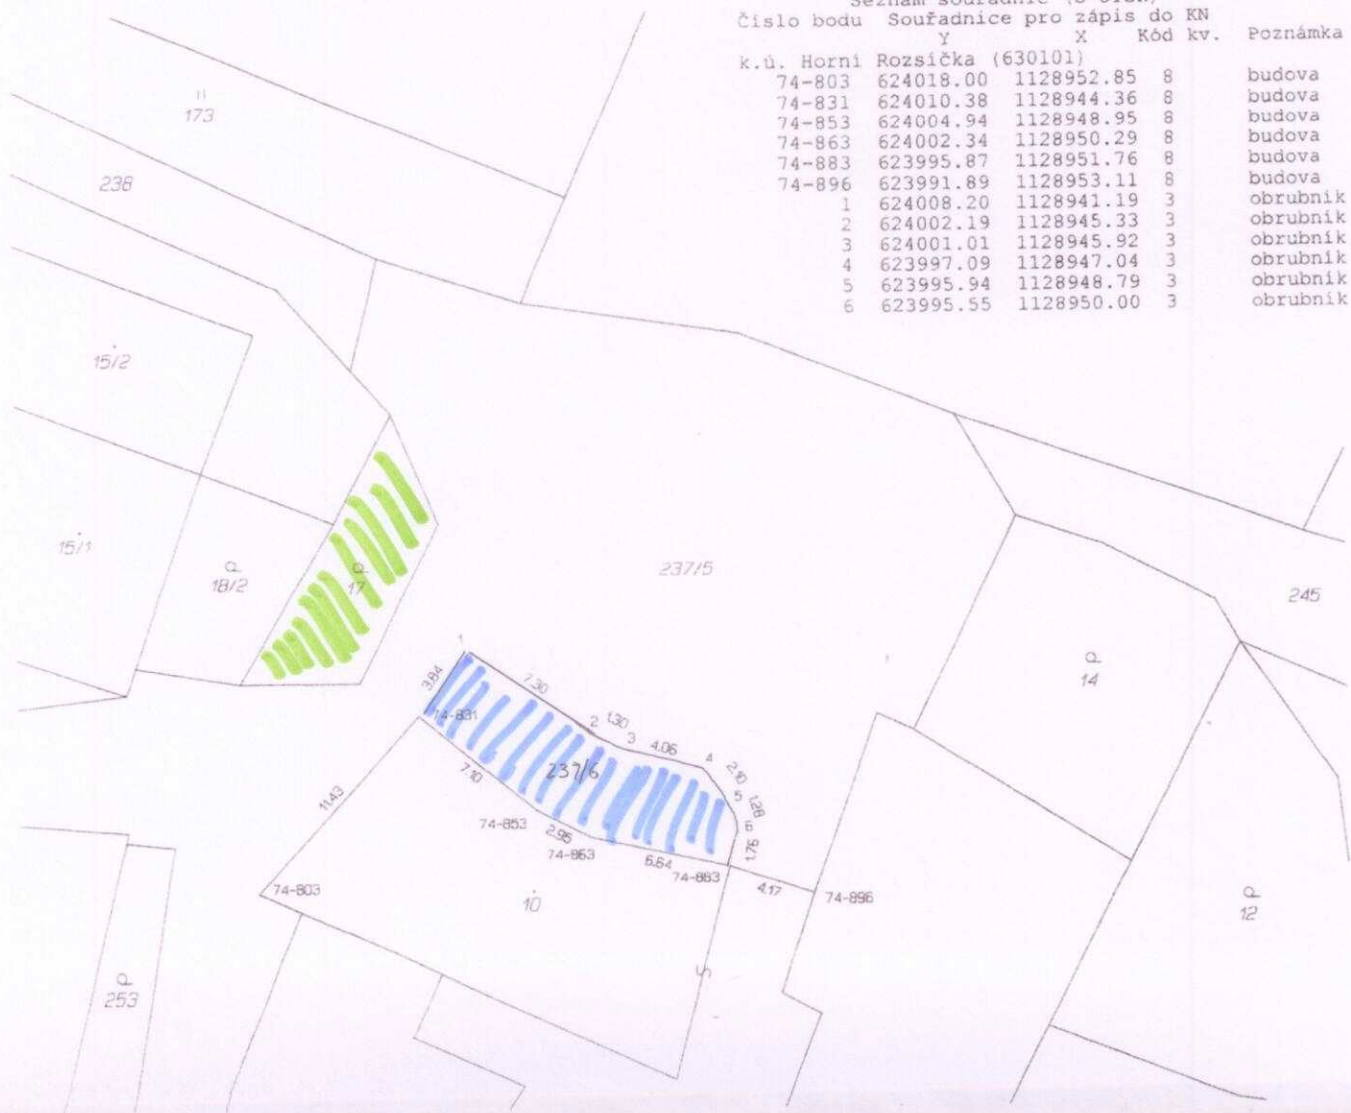 Seznam souřadnic (S-JTSK)
Číslo bodu Souřadnice pro zápis do KN
Y X Kód kv. Poznámka
k.ú. Horní Rozsíčka (630101)
74-803 624018.00 1128952.85 8 budova
74-831 624010.38 1128944.36 8 budova
74-853 624004.94 1128948.95 8 budova
74-863 624002.34 1128950.29 8 budova
74-883 623995.87 1128951.76 8 budova
74-896 623991.89 1128953.11 8 budova
1 624008.20 1128941.19 3 obrubník
2 624002.19 1128945.33 3 obrubník
3 624001.01 1128945.92 3 obrubník
4 623997.09 1128947.04 3 obrubník
5 623995.94 1128948.79 3 obrubník
6 623995.55 1128950.00 3 obrubník
173
238
15/2
15/1
18/2
17
237/5
245
14
1
3.84
7.30
74-831
2
1.30
3
4.06
4
2.10
5
1.28
6
1.76
237/6
7.10
11.43
74-853
2.95
74-863
6.64
74-883
4.17
74-896
74-803
10
12
253